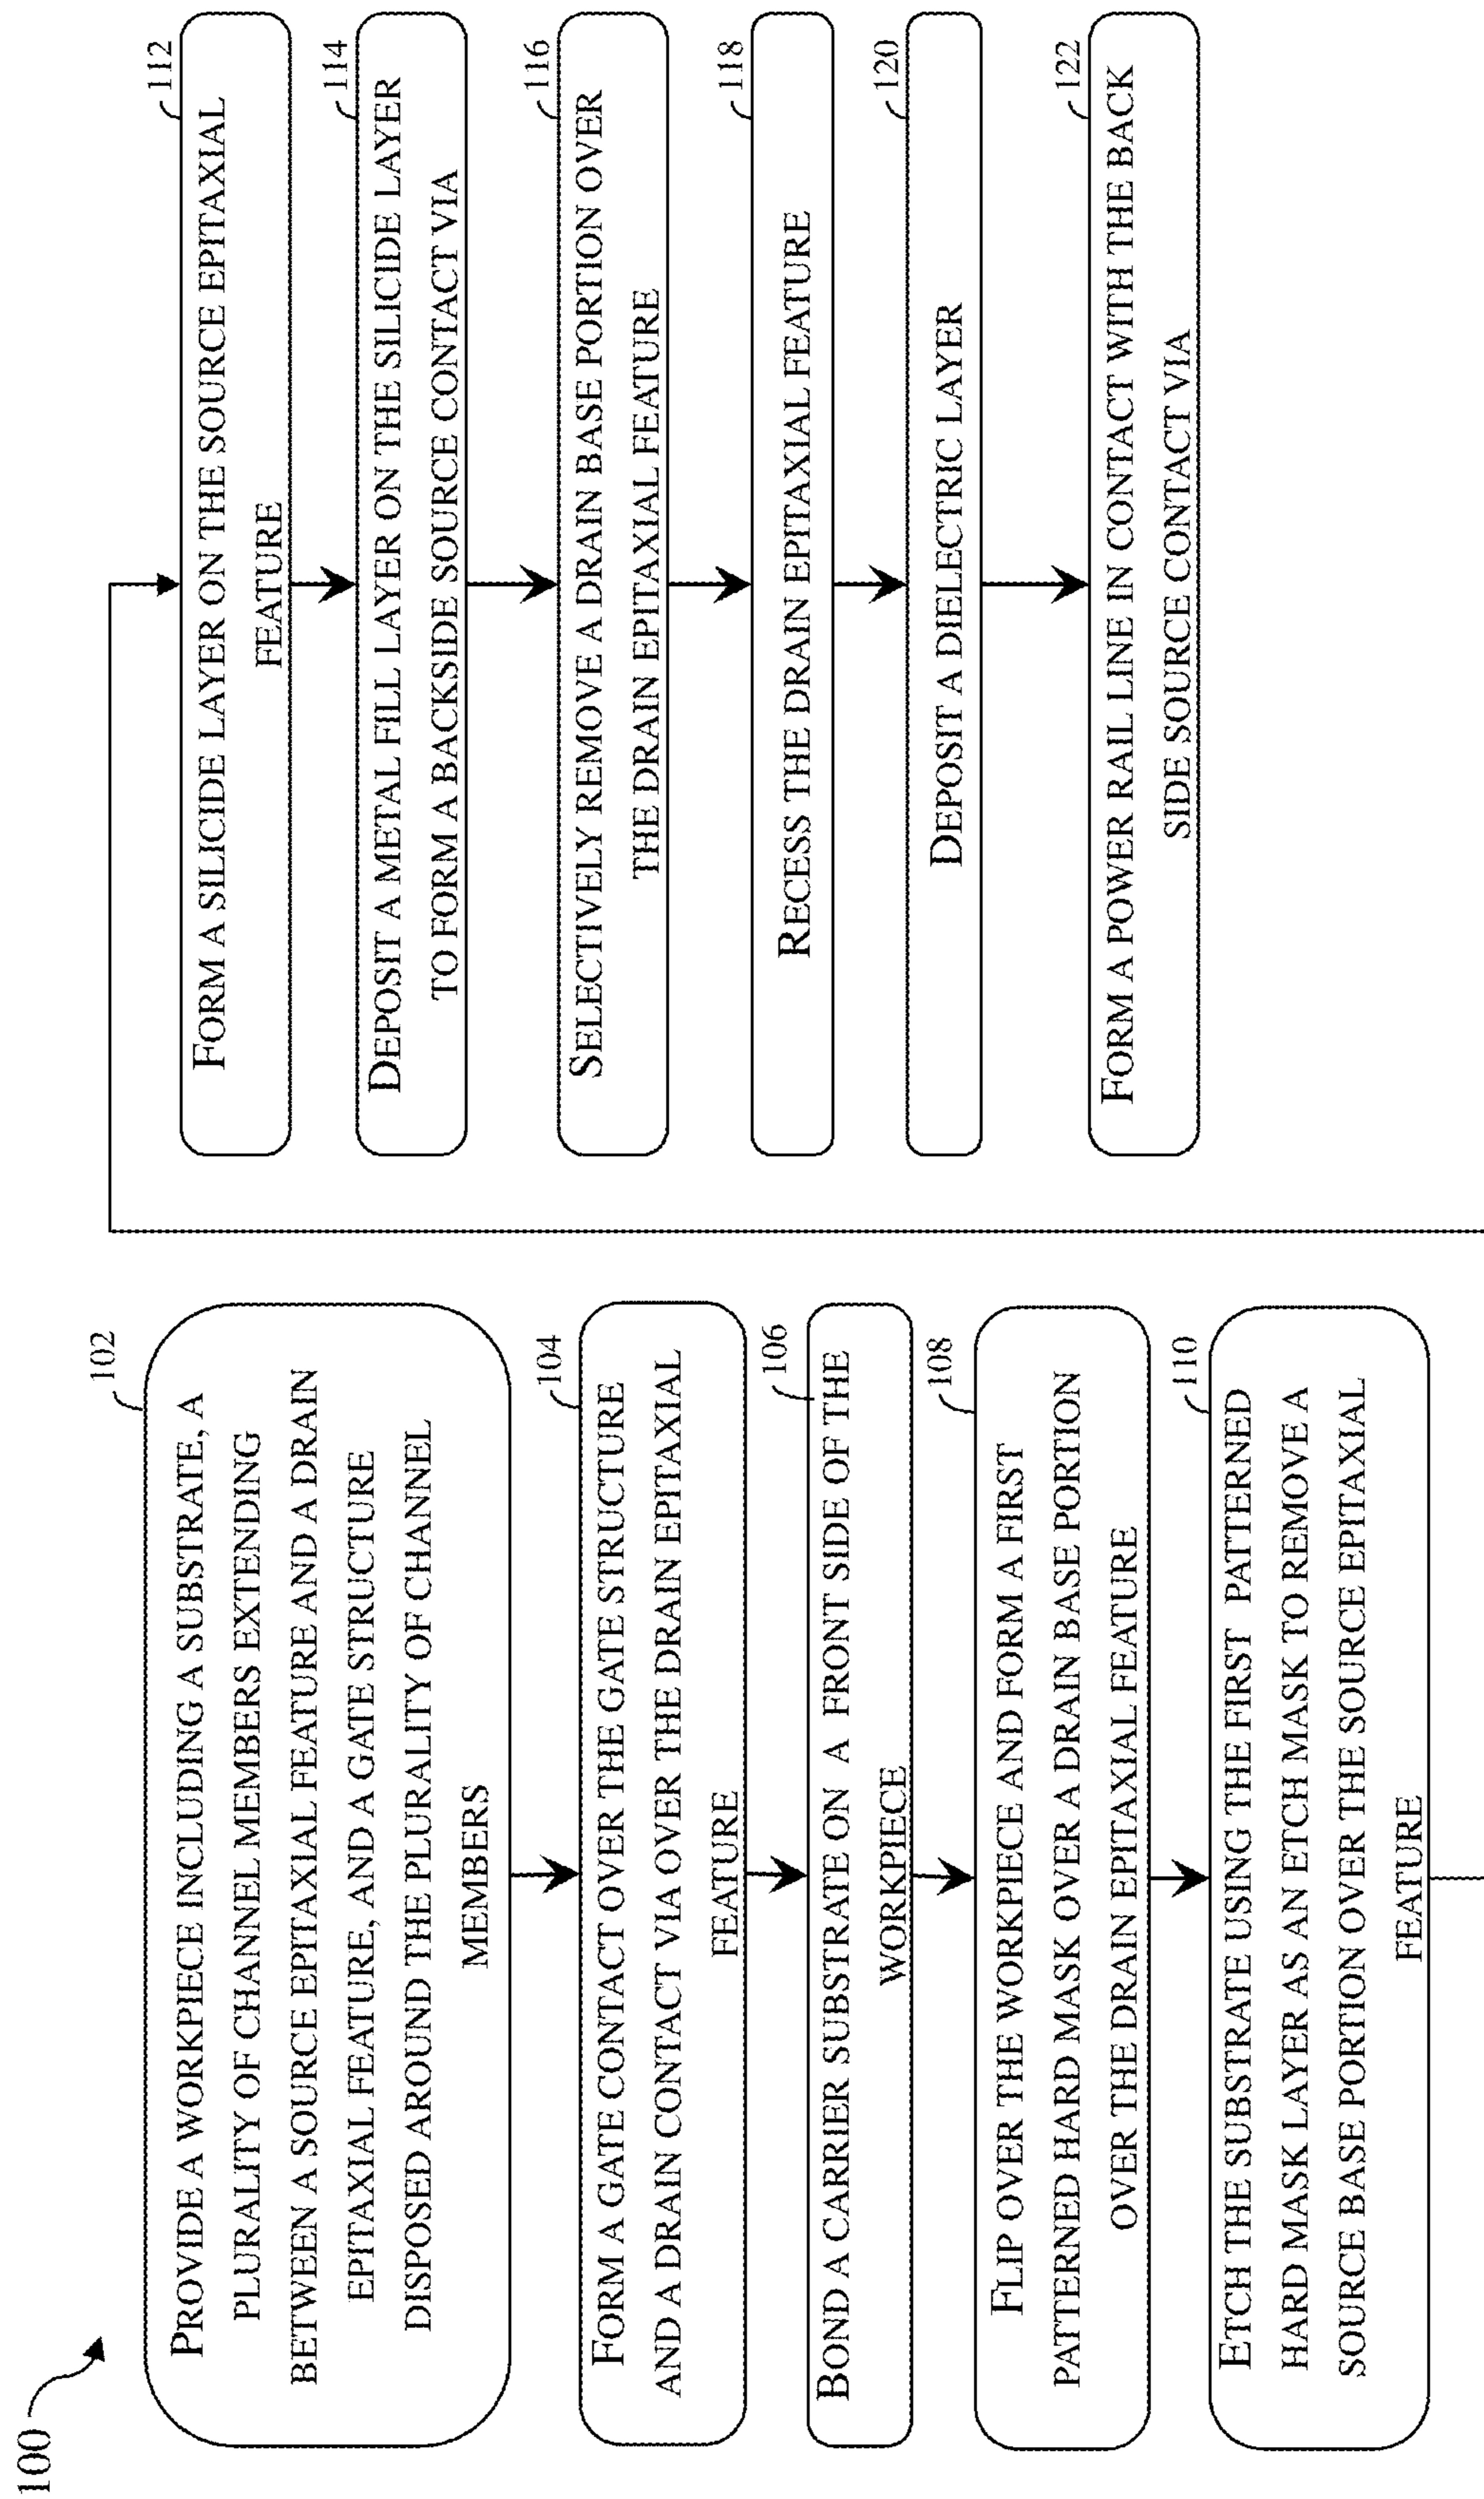 100
102
PROVIDE A WORKPIECE INCLUDING A SUBSTRATE, A
PLURALITY OF CHANNEL MEMBERS EXTENDING
BETWEEN A SOURCE EPITAXIAL FEATURE AND A DRAIN
EPITAXIAL FEATURE, AND A GATE STRUCTURE
DISPOSED AROUND THE PLURALITY OF CHANNEL
MEMBERS
104
FORM A GATE CONTACT OVER THE GATE STRUCTURE
AND A DRAIN CONTACT VIA OVER THE DRAIN EPITAXIAL
FEATURE
106
BOND A CARRIER SUBSTRATE ON A FRONT SIDE OF THE
WORKPIECE
108
FLIP OVER THE WORKPIECE AND FORM A FIRST
PATTERNED HARD MASK OVER A DRAIN BASE PORTION
OVER THE DRAIN EPITAXIAL FEATURE
110
ETCH THE SUBSTRATE USING THE FIRST PATTERNED
HARD MASK LAYER AS AN ETCH MASK TO REMOVE A
SOURCE BASE PORTION OVER THE SOURCE EPITAXIAL
FEATURE
112
FORM A SILICIDE LAYER ON THE SOURCE EPITAXIAL
FEATURE
114
DEPOSIT A METAL FILL LAYER ON THE SILICIDE LAYER
TO FORM A BACKSIDE SOURCE CONTACT VIA
116
SELECTIVELY REMOVE A DRAIN BASE PORTION OVER
THE DRAIN EPITAXIAL FEATURE
118
RECESS THE DRAIN EPITAXIAL FEATURE
120
DEPOSIT A DIELECTRIC LAYER
122
FORM A POWER RAIL LINE IN CONTACT WITH THE BACK
SIDE SOURCE CONTACT VIA